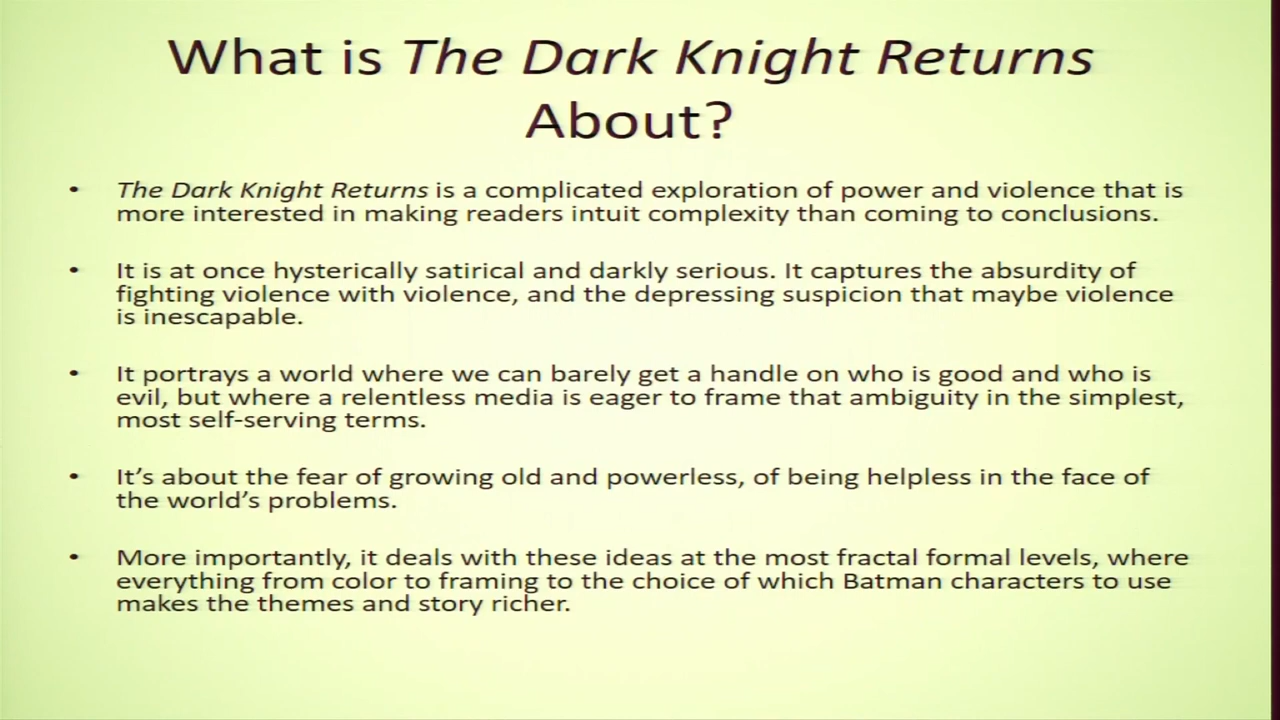 What is The Dark Knight Returns
About?
• The Dark Knight Returns is a complicated exploration of power and violence that is
more interested in making readers intuit complexity than coming to conclusions.
• It is at once hysterically satirical and darkly serious. It captures the absurdity of
fighting violence with violence, and the depressing suspicion that maybe violence
is inescapable.
• It portrays a world where we can barely get a handle on who is good and who is
evil, but where a relentless media is eager to frame that ambiguity in the simplest,
most self-serving terms.
• It’s about the fear of growing old and powerless, of being helpless in the face of
the world’s problems.
• More importantly, it deals with these ideas at the most fractal formal levels, where
everything from color to framing to the choice of which Batman characters to use
makes the themes and story richer.